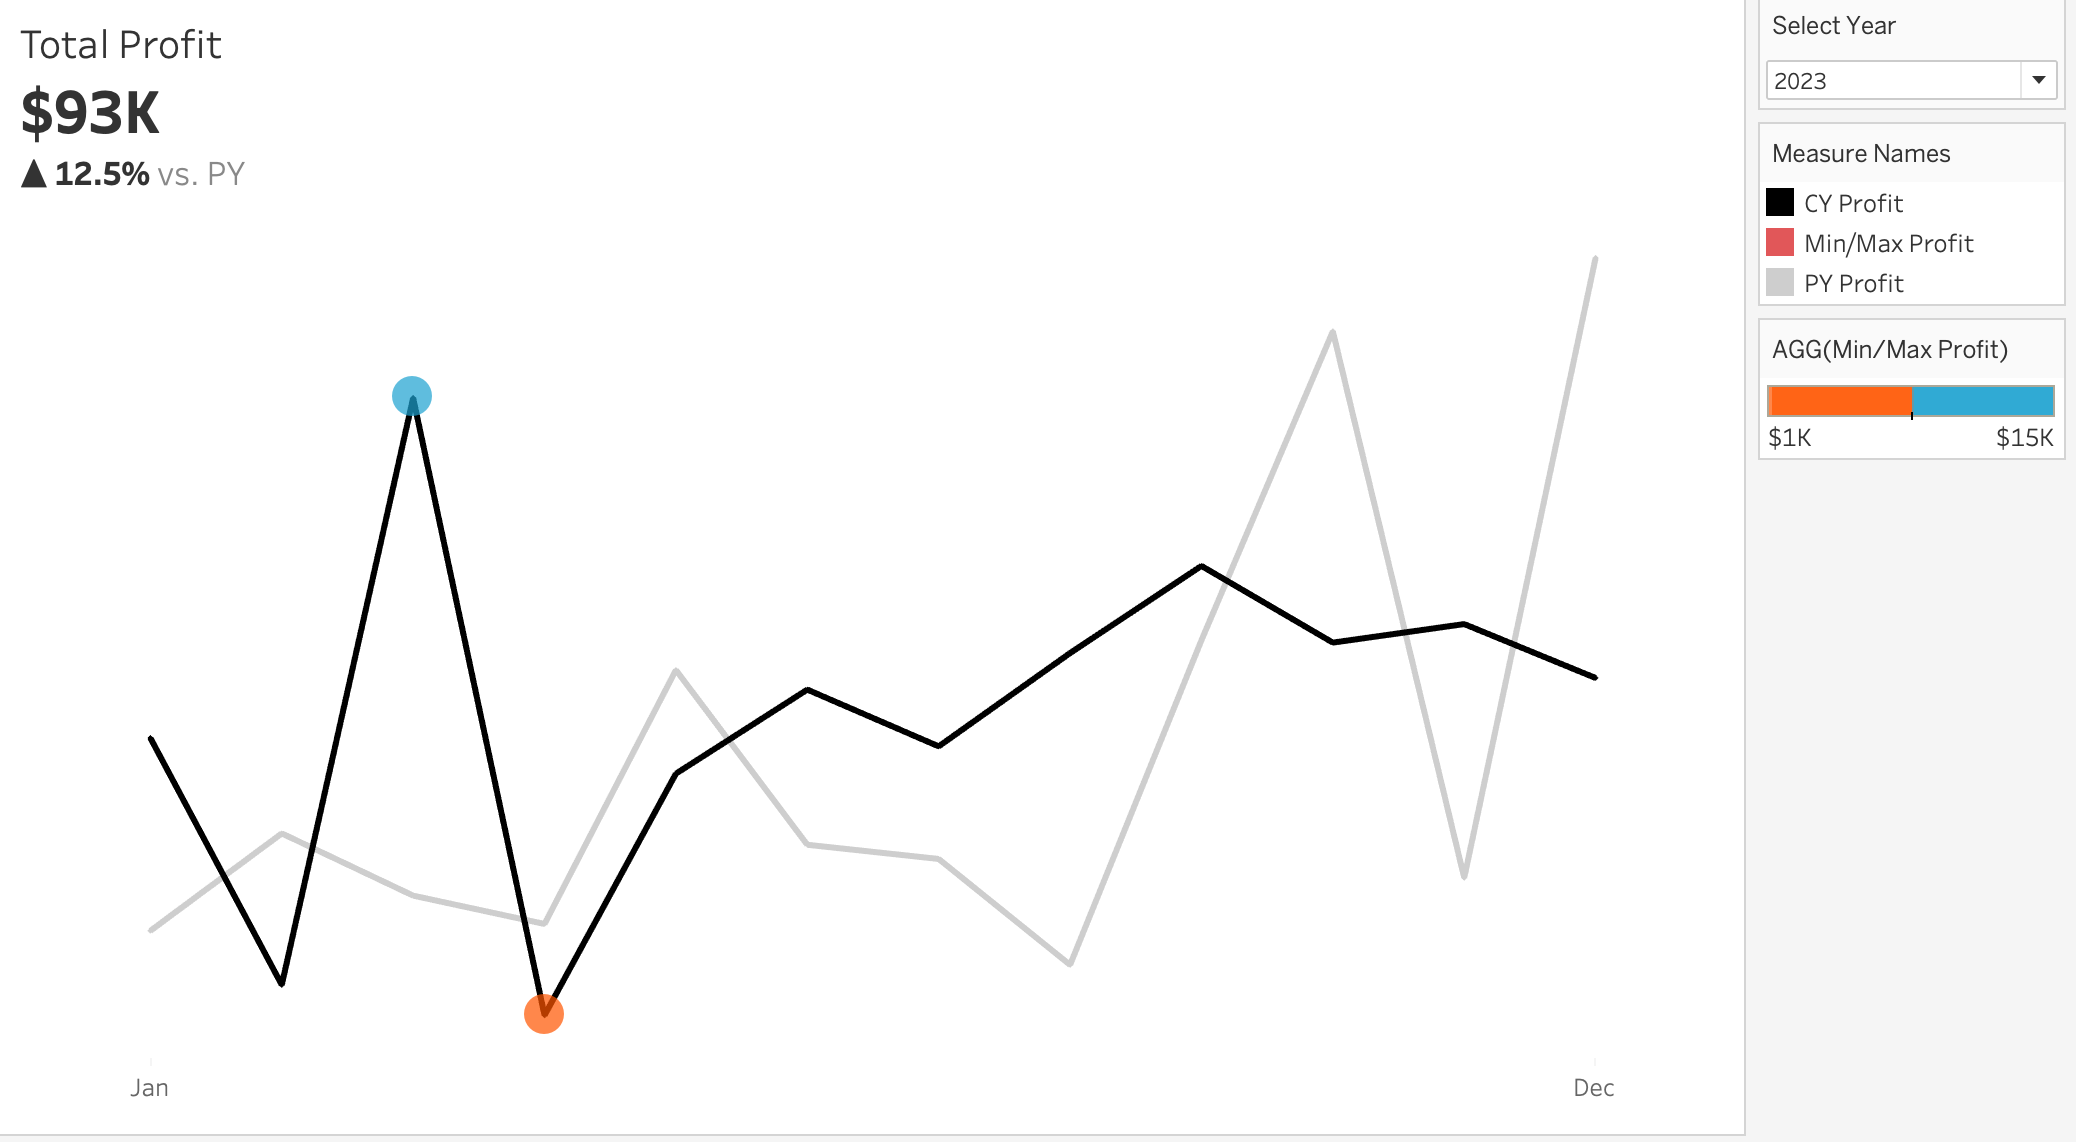 Total Profit
$93K
▲ 12.5% vs. PY
Jan
Dec
Select Year
2023
Measure Names
CY Profit
Min/Max Profit
PY Profit
AGG(Min/Max Profit)
$1K
$15K